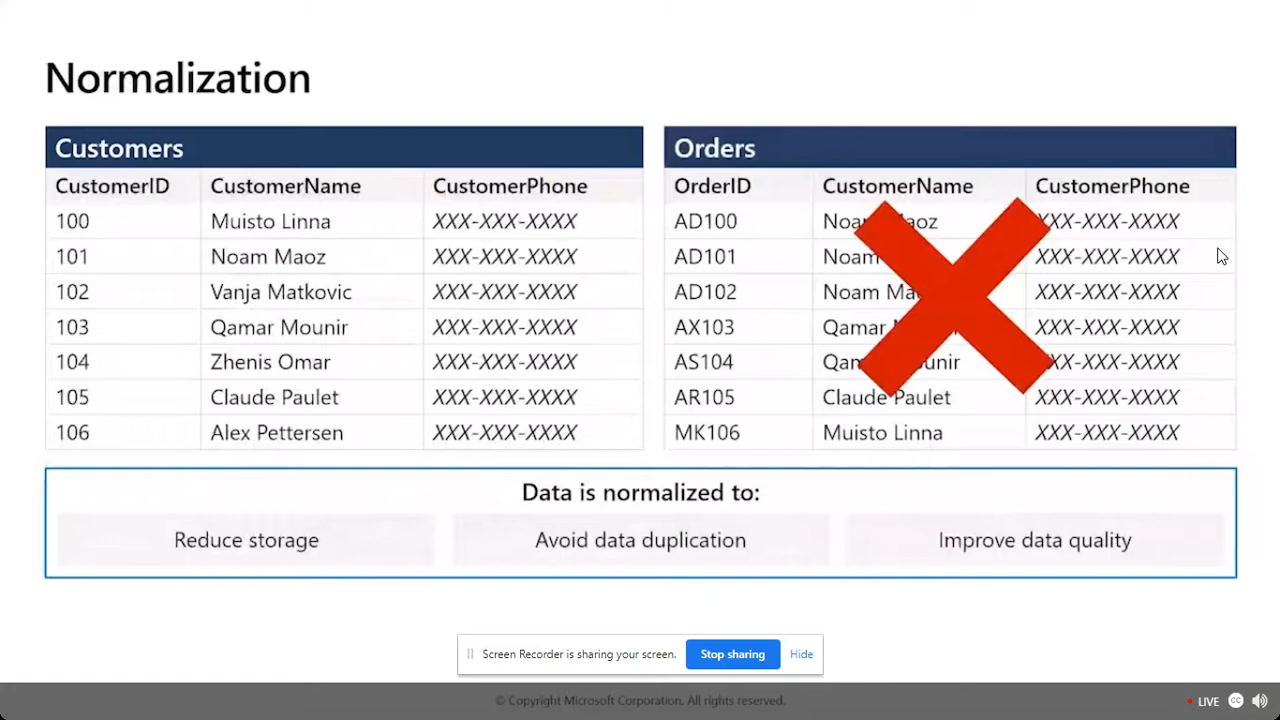 Normalization
Customers
CustomerID CustomerName CustomerPhone
100 Muisto Linna XXX-XXX-XXXX
101 Noam Maoz XXX-XXX-XXXX
102 Vanja Matkovic XXX-XXX-XXXX
103 Qamar Mounir XXX-XXX-XXXX
104 Zhenis Omar XXX-XXX-XXXX
105 Claude Paulet XXX-XXX-XXXX
106 Alex Pettersen XXX-XXX-XXXX
Orders
OrderID CustomerName CustomerPhone
AD100 Noam Maoz XXX-XXX-XXXX
AD101 Noam XXX-XXX-XXXX
AD102 Noam XXX-XXX-XXXX
AX103 Qamar XXX-XXX-XXXX
AS104 XXX-XXX-XXXX
AR105 Claude Paulet XXX-XXX-XXXX
MK106 Muisto Linna XXX-XXX-XXXX
Data is normalized to:
Reduce storage Avoid data duplication Improve data quality
Screen Recorder is sharing your screen. Stop sharing Hide
© Copyright Microsoft Corporation. All rights reserved.
LIVE CC